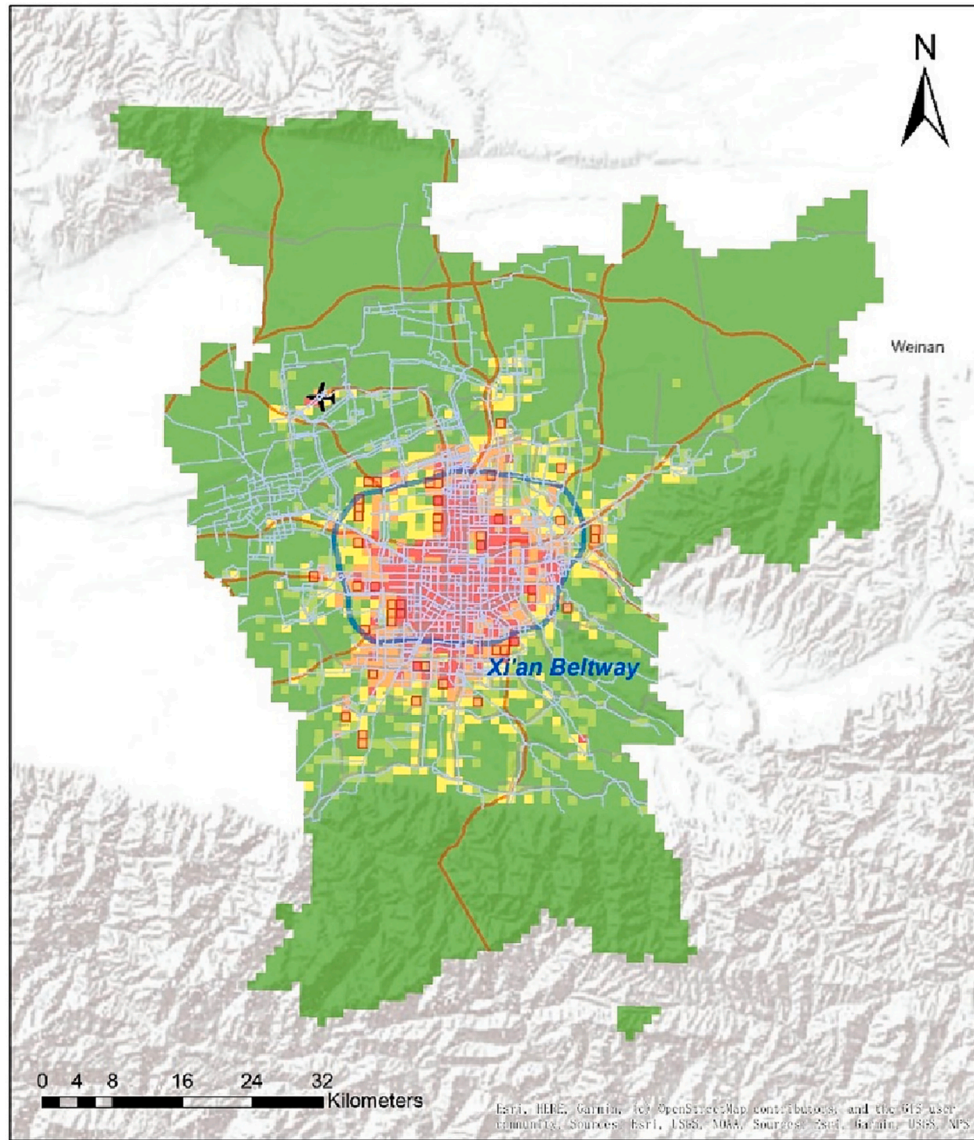 N
Weinan
Xi'an Beltway
0 4 8 16 24 32
Kilometers
Esri, HERE, Garmin, (c) OpenStreetMap contributors, and the GIS user
community, Sources: Esri, USGS, NOAA, Sources: Esri, Garmin, USGS, NPS